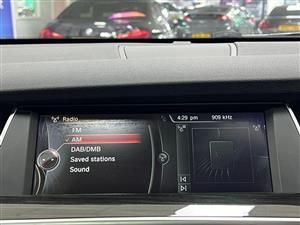 Radio
4:29 pm 909 kHz
FM
AM
DAB/DMB
Saved stations
Sound